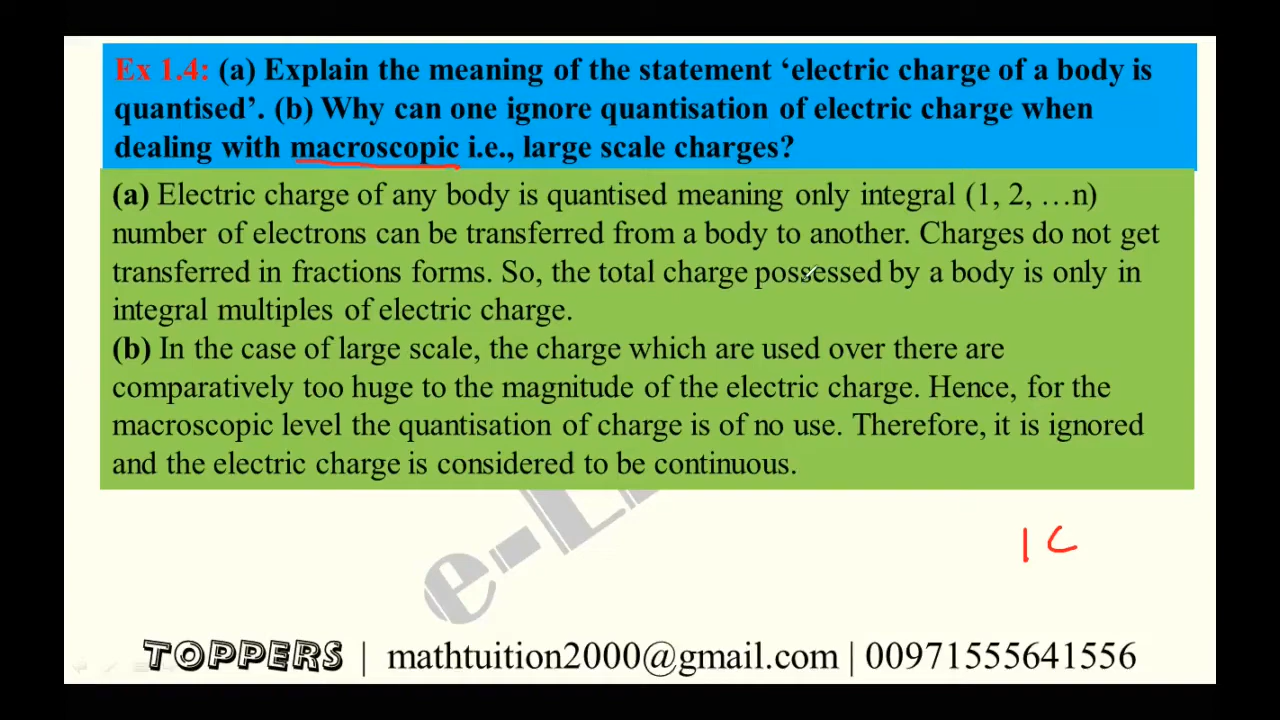 Ex 1.4: (a) Explain the meaning of the statement ‘electric charge of a body is
quantised’. (b) Why can one ignore quantisation of electric charge when
dealing with macroscopic i.e., large scale charges?
(a) Electric charge of any body is quantised meaning only integral (1, 2, …n)
number of electrons can be transferred from a body to another. Charges do not get
transferred in fractions forms. So, the total charge possessed by a body is only in
integral multiples of electric charge.
(b) In the case of large scale, the charge which are used over there are
comparatively too huge to the magnitude of the electric charge. Hence, for the
macroscopic level the quantisation of charge is of no use. Therefore, it is ignored
and the electric charge is considered to be continuous.
1C
TOPPERS | mathtuition2000@gmail.com | 00971555641556